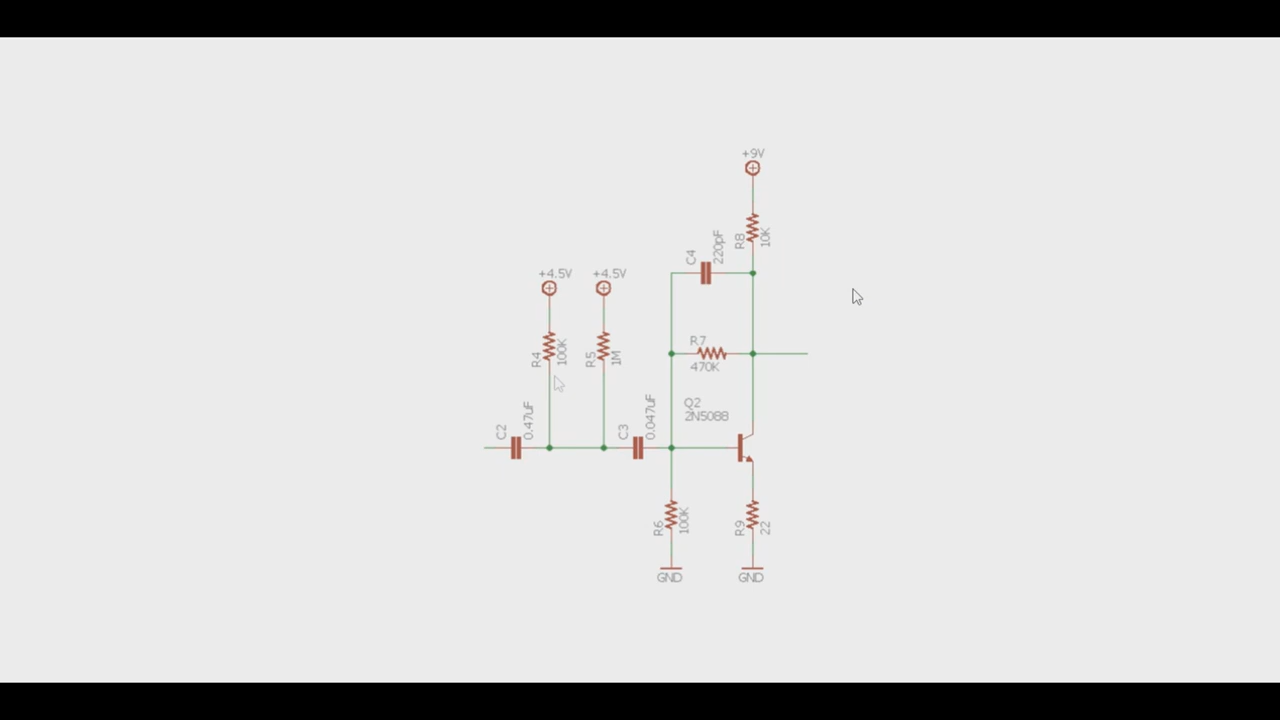 +9V
R8
10K
C4
220pF
+4.5V
+4.5V
R4
100K
R5
1M
R7
470K
Q2
2N5088
C2
0.47uF
C3
0.047uF
R6
100K
R9
22
GND
GND